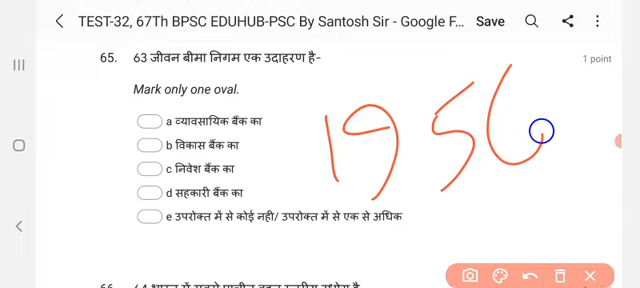 TEST-32, 67Th BPSC EDUHUB-PSC By Santosh Sir - Google F... Save
65. 63 जीवन बीमा निगम एक उदाहरण है- 1 point
Mark only one oval.
a व्यावसायिक बैंक का
b विकास बैंक का
c निवेश बैंक का
d सहकारी बैंक का
e उपरोक्त में से कोई नही/ उपरोक्त में से एक से अधिक
1956